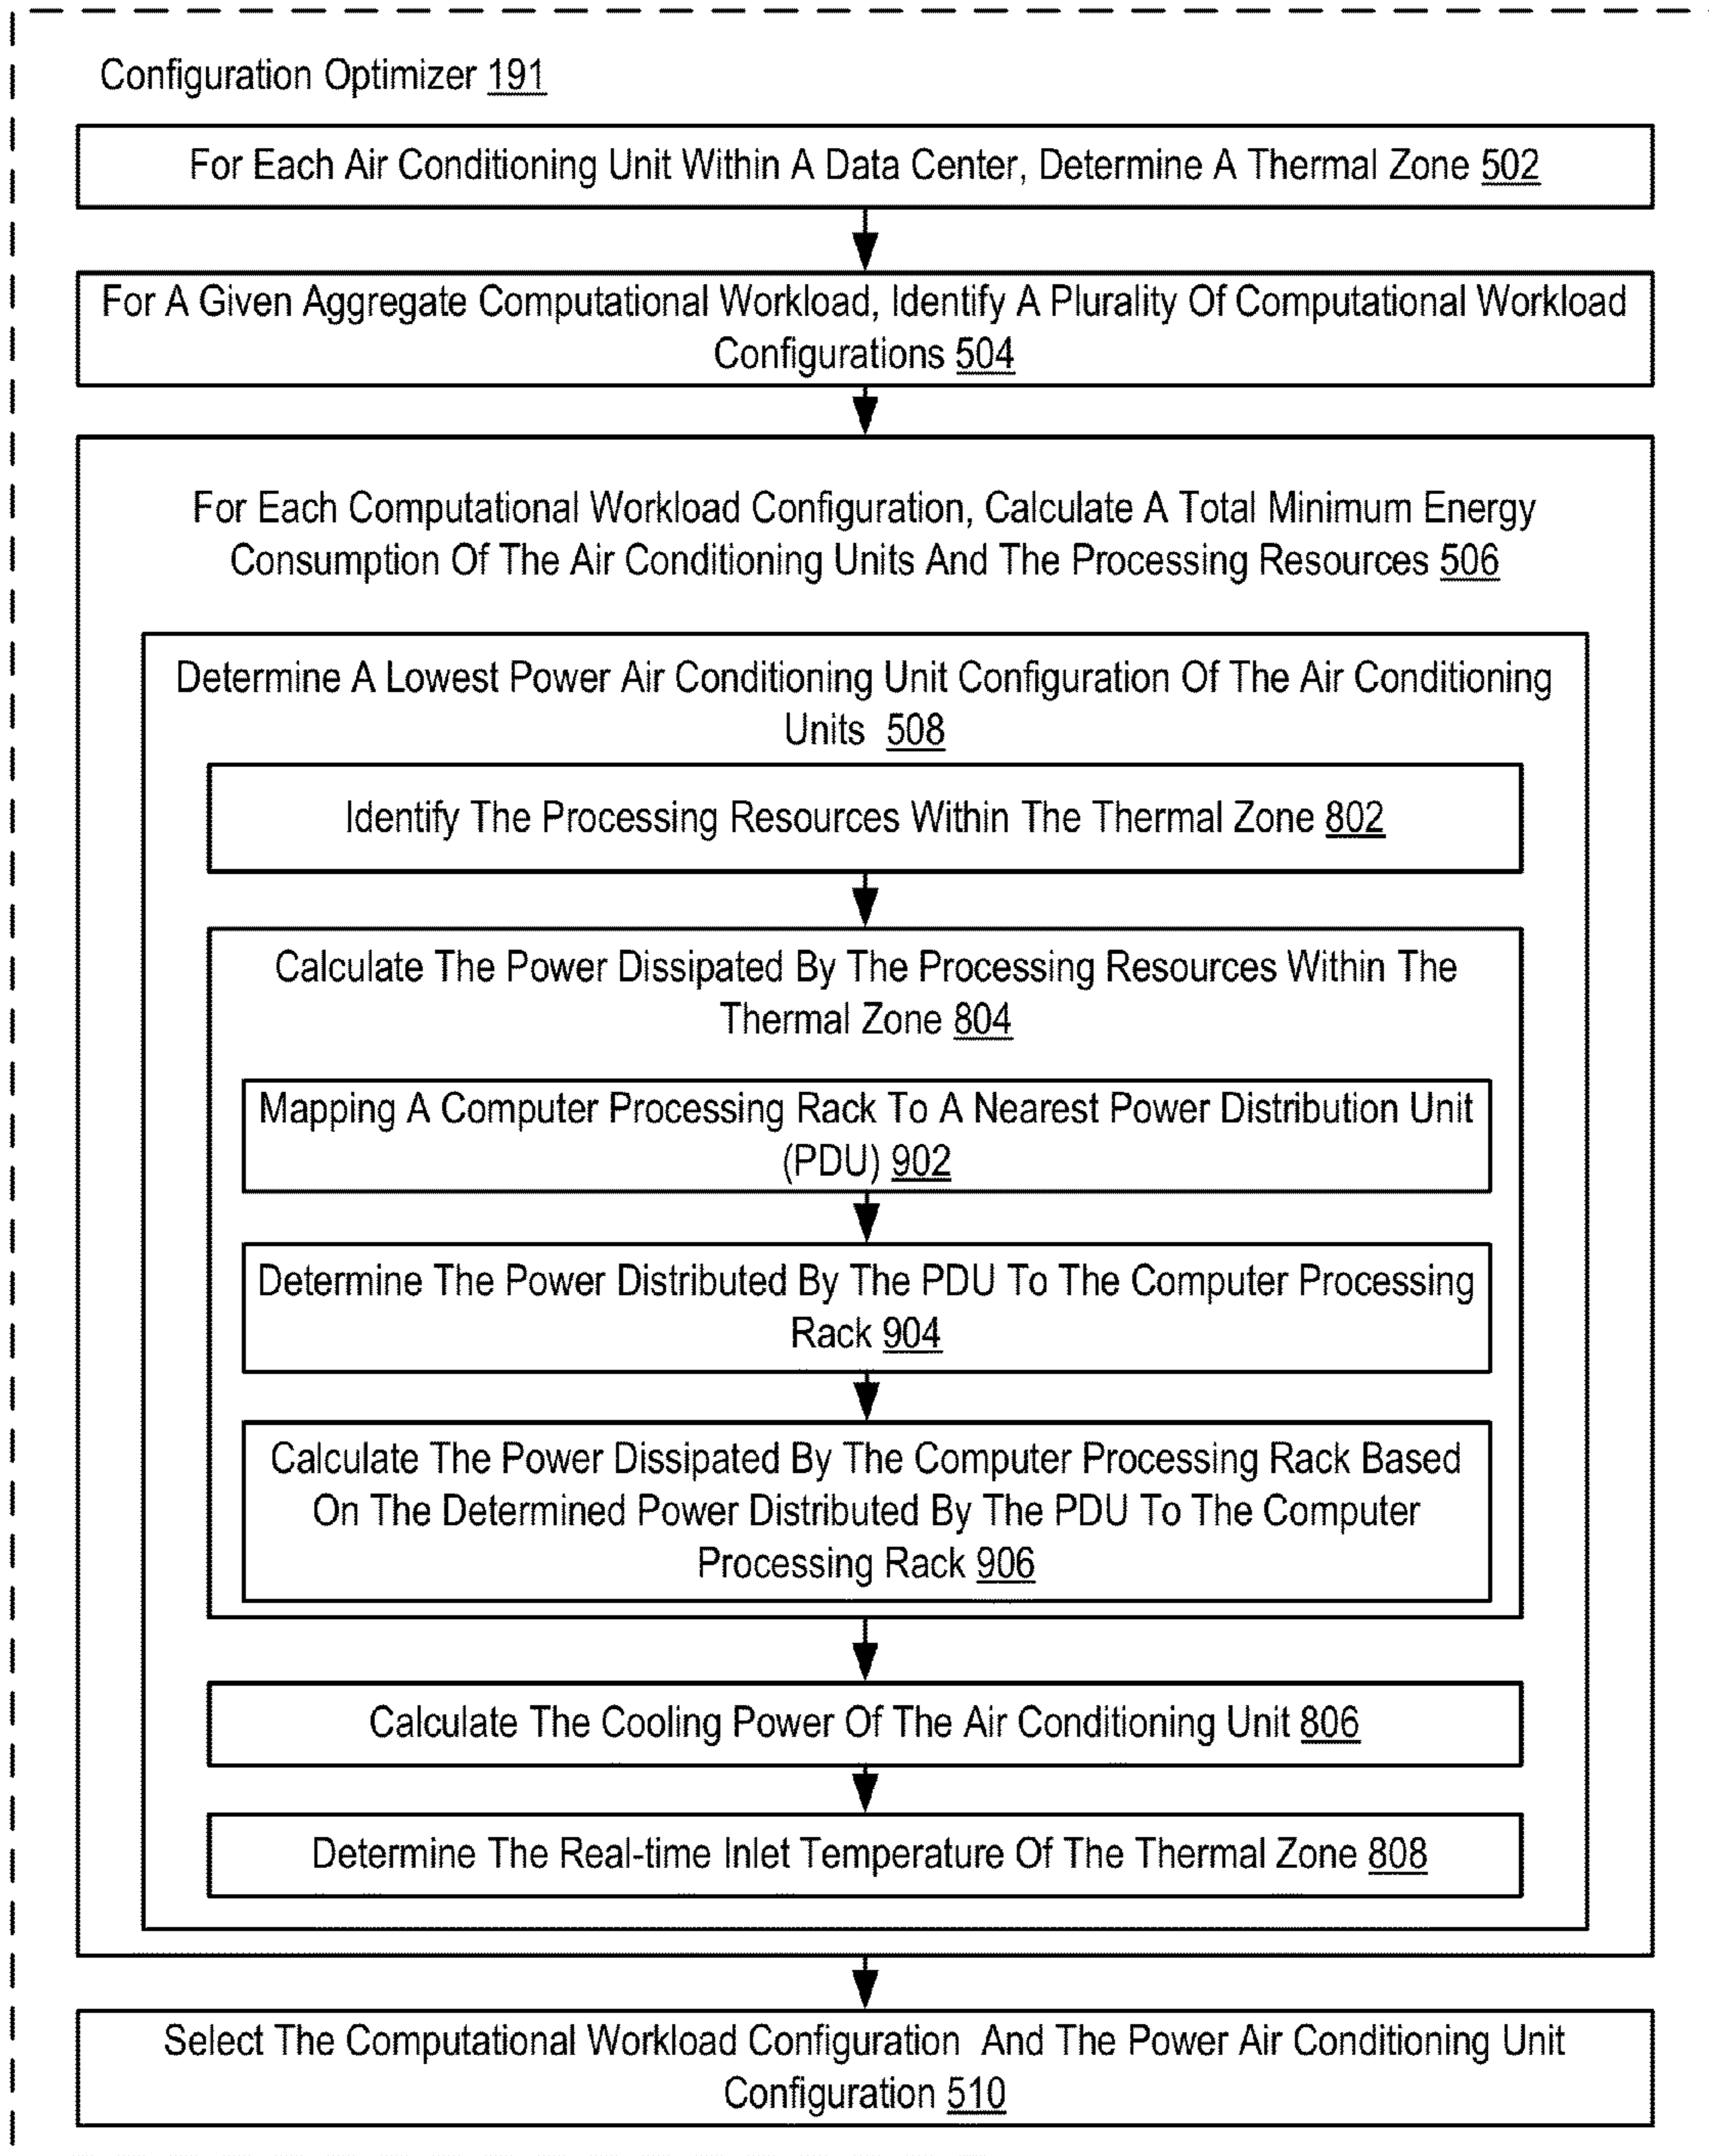 Configuration Optimizer 191
For Each Air Conditioning Unit Within A Data Center, Determine A Thermal Zone 502
For A Given Aggregate Computational Workload, Identify A Plurality Of Computational Workload
Configurations 504
For Each Computational Workload Configuration, Calculate A Total Minimum Energy
Consumption Of The Air Conditioning Units And The Processing Resources 506
Determine A Lowest Power Air Conditioning Unit Configuration Of The Air Conditioning
Units 508
Identify The Processing Resources Within The Thermal Zone 802
Calculate The Power Dissipated By The Processing Resources Within The
Thermal Zone 804
Mapping A Computer Processing Rack To A Nearest Power Distribution Unit
(PDU) 902
Determine The Power Distributed By The PDU To The Computer Processing
Rack 904
Calculate The Power Dissipated By The Computer Processing Rack Based
On The Determined Power Distributed By The PDU To The Computer
Processing Rack 906
Calculate The Cooling Power Of The Air Conditioning Unit 806
Determine The Real-time Inlet Temperature Of The Thermal Zone 808
Select The Computational Workload Configuration And The Power Air Conditioning Unit
Configuration 510